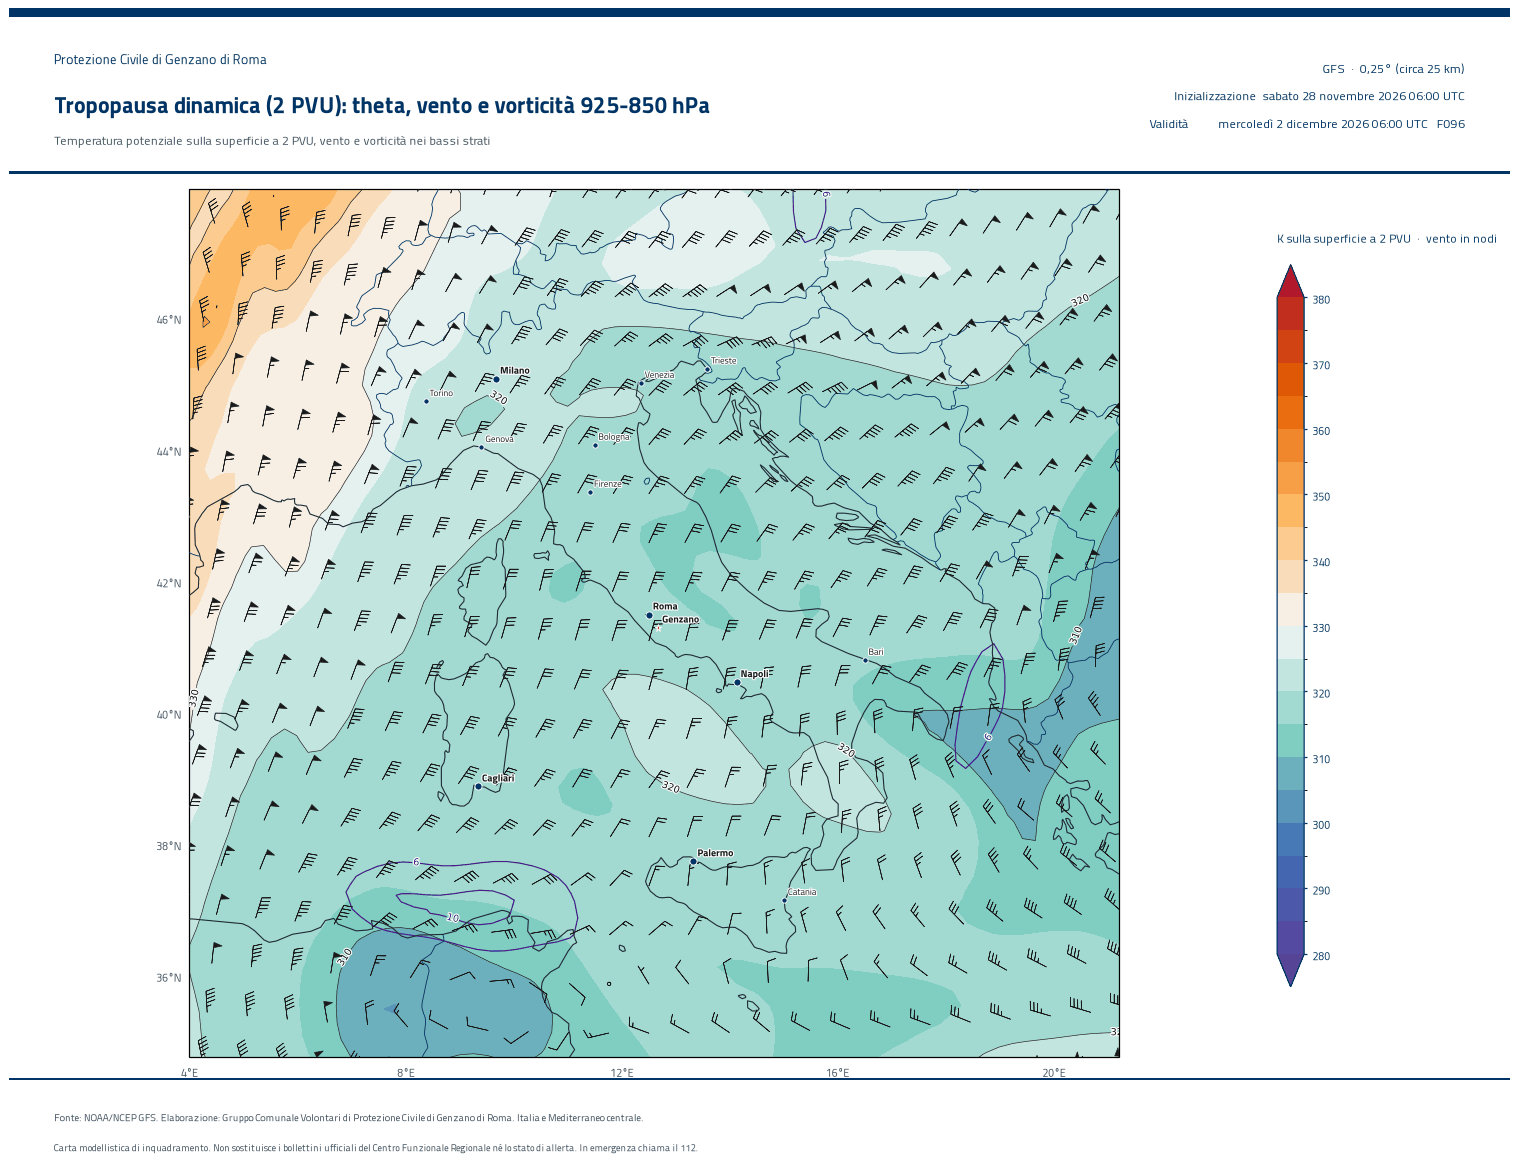 Protezione Civile di Genzano di Roma
Tropopausa dinamica (2 PVU): theta, vento e vorticità 925-850 hPa
Temperatura potenziale sulla superficie a 2 PVU, vento e vorticità nei bassi strati
GFS · 0,25° (circa 25 km)
Inizializzazione sabato 28 novembre 2026 06:00 UTC
Validità mercoledì 2 dicembre 2026 06:00 UTC F096
K sulla superficie a 2 PVU · vento in nodi
380
370
360
350
340
330
320
310
300
290
280
46°N
44°N
42°N
40°N
38°N
36°N
4°E
8°E
12°E
16°E
20°E
6
320
Trieste
Milano
Venezia
Torino
320
Genova
Bologna
Firenze
Roma
Genzano
310
Bari
Napoli
330
6
320
Cagliari
320
Palermo
6
Catania
10
310
32
Fonte: NOAA/NCEP GFS. Elaborazione: Gruppo Comunale Volontari di Protezione Civile di Genzano di Roma. Italia e Mediterraneo centrale.
Carta modellistica di inquadramento. Non sostituisce i bollettini ufficiali del Centro Funzionale Regionale né lo stato di allerta. In emergenza chiama il 112.